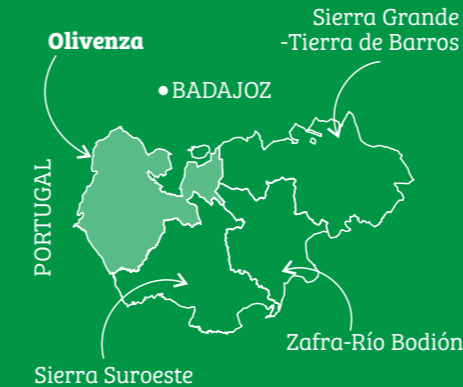 Sierra Grande
-Tierra de Barros
Olivenza
BADAJOZ
PORTUGAL
Zafra-Río Bodión
Sierra Suroeste